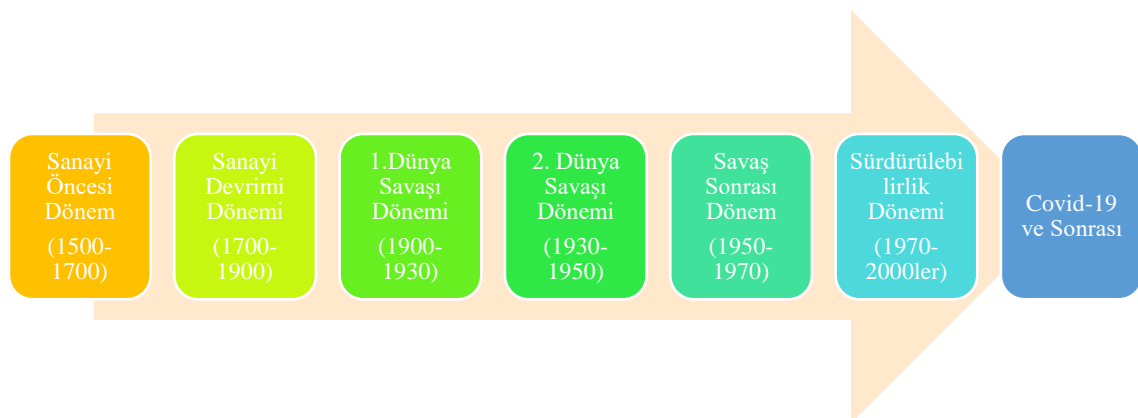 Sanayi
Öncesi
Dönem
(1500-
1700)
Sanayi
Devrimi
Dönemi
(1700-
1900)
1.Dünya
Savaşı
Dönemi
(1900-
1930)
2. Dünya
Savaşı
Dönemi
(1930-
1950)
Savaş
Sonrası
Dönem
(1950-
1970)
Sürdürülebi
lirlik
Dönemi
(1970-
2000ler)
Covid-19
ve Sonrası